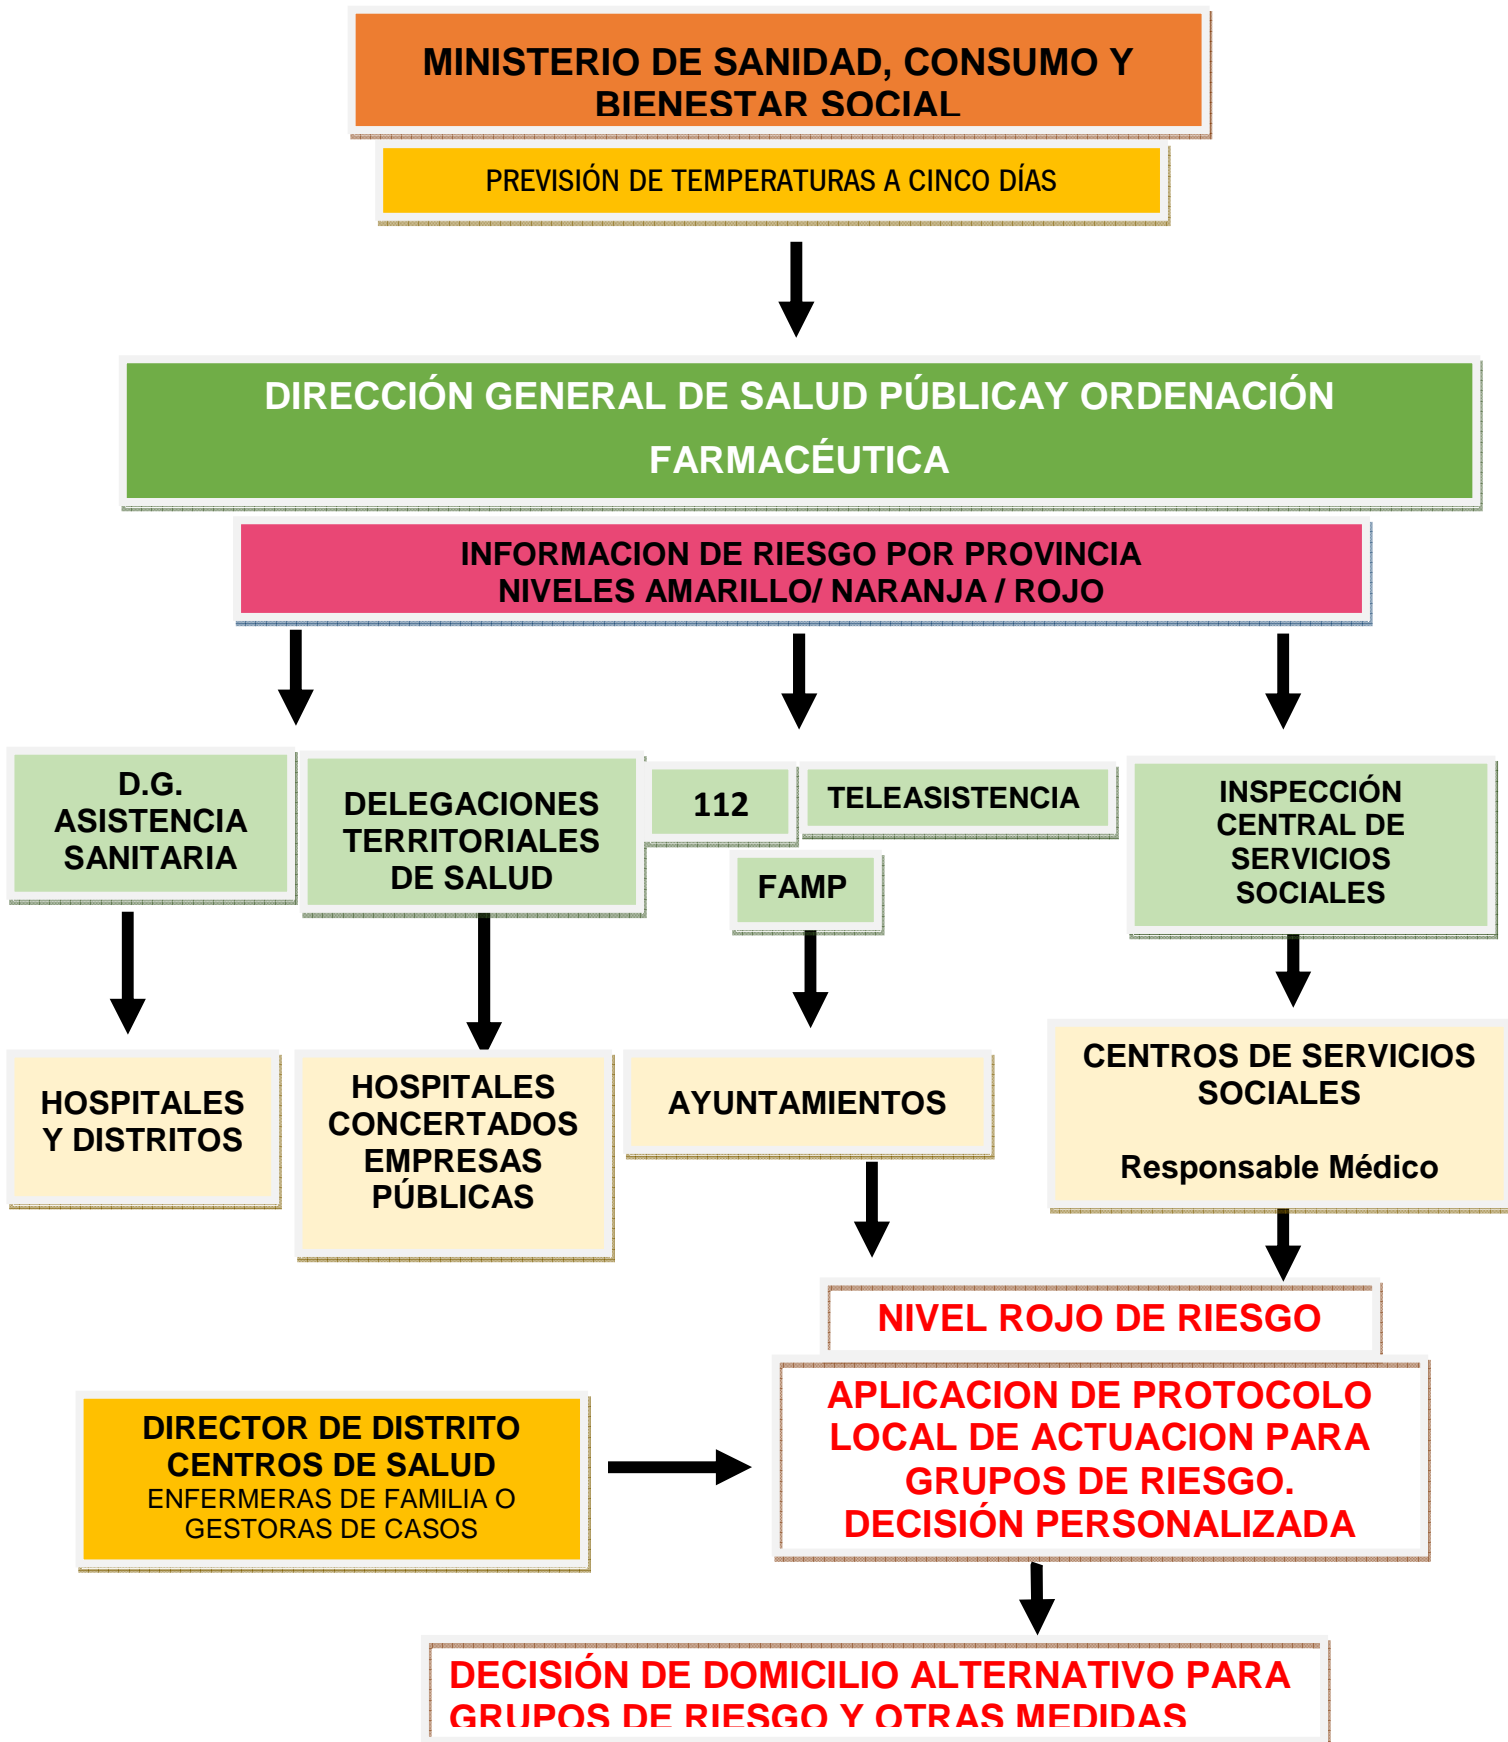 MINISTERIO DE SANIDAD, CONSUMO Y
BIENESTAR SOCIAL
PREVISIÓN DE TEMPERATURAS A CINCO DÍAS
DIRECCIÓN GENERAL DE SALUD PÚBLICAY ORDENACIÓN
FARMACÉUTICA
INFORMACION DE RIESGO POR PROVINCIA
NIVELES AMARILLO/ NARANJA / ROJO
D.G.
ASISTENCIA
SANITARIA
DELEGACIONES
TERRITORIALES
DE SALUD
112
TELEASISTENCIA
FAMP
INSPECCIÓN
CENTRAL DE
SERVICIOS
SOCIALES
HOSPITALES
Y DISTRITOS
HOSPITALES
CONCERTADOS
EMPRESAS
PÚBLICAS
AYUNTAMIENTOS
CENTROS DE SERVICIOS
SOCIALES
Responsable Médico
NIVEL ROJO DE RIESGO
DIRECTOR DE DISTRITO
CENTROS DE SALUD
ENFERMERAS DE FAMILIA O
GESTORAS DE CASOS
APLICACION DE PROTOCOLO
LOCAL DE ACTUACION PARA
GRUPOS DE RIESGO.
DECISIÓN PERSONALIZADA
DECISIÓN DE DOMICILIO ALTERNATIVO PARA
GRUPOS DE RIESGO Y OTRAS MEDIDAS